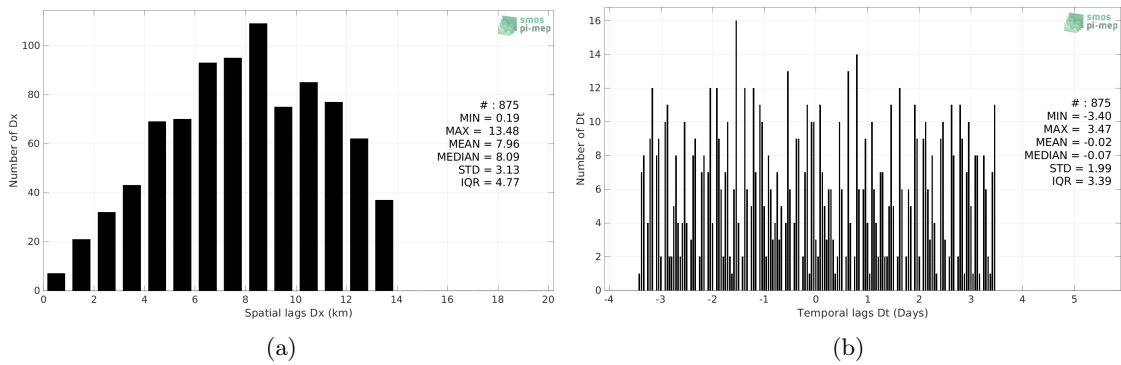 smos
pi-mep
100
80
60
40
20
0
Number of Dx
# : 875
MIN = 0.19
MAX = 13.48
MEAN = 7.96
MEDIAN = 8.09
STD = 3.13
IQR = 4.77
0 2 4 6 8 10 12 14 16 18 20
Spatial lags Dx (km)
(a)
smos
pi-mep
16
14
12
10
8
6
4
2
0
Number of Dt
# : 875
MIN = -3.40
MAX = 3.47
MEAN = -0.02
MEDIAN = -0.07
STD = 1.99
IQR = 3.39
-4 -3 -2 -1 0 1 2 3 4 5
Temporal lags Dt (Days)
(b)